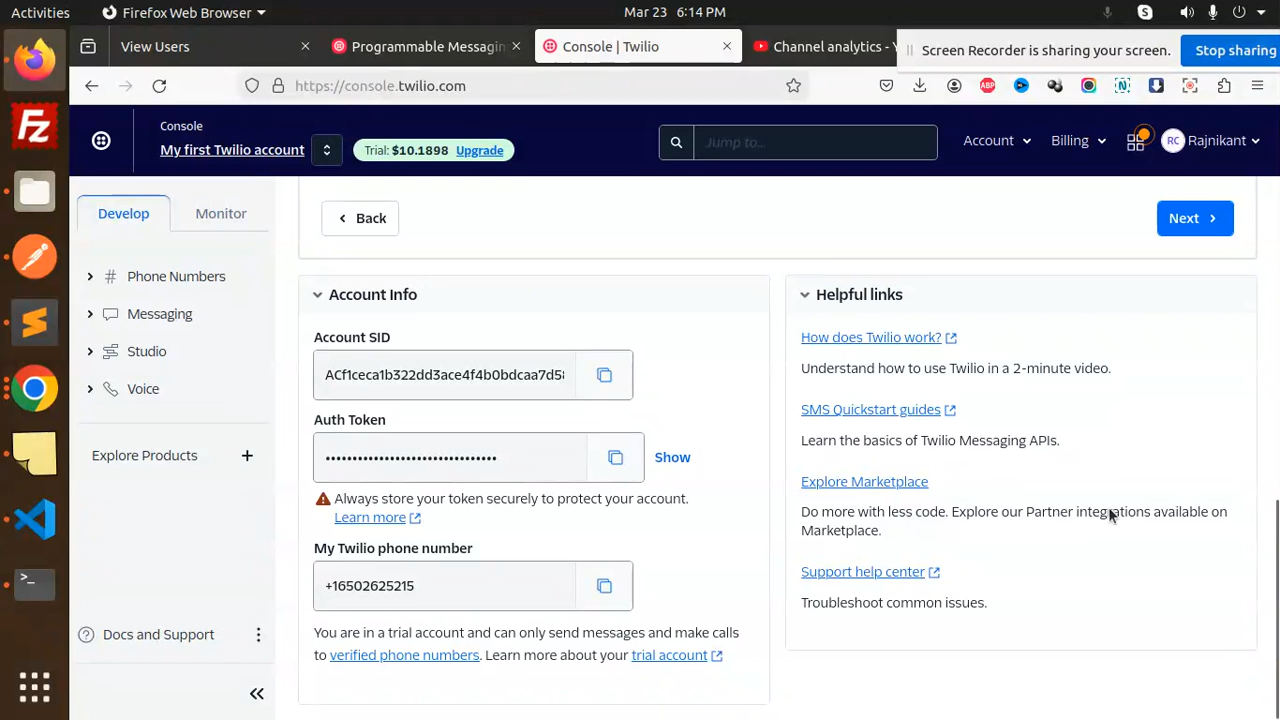 Activities
Firefox Web Browser
Mar 23 6:14 PM
View Users
Programmable Messagin
Console | Twilio
Channel analytics - Y
Screen Recorder is sharing your screen.
Stop sharing
https://console.twilio.com
ABP
Console
My first Twilio account
Trial: $10.1898 Upgrade
Jump to...
Account
Billing
RC
Rajnikant
Develop
Monitor
Phone Numbers
Messaging
Studio
Voice
Explore Products
Docs and Support
Back
Next
Account Info
Account SID
ACf1ceca1b322dd3ace4f4b0bdcaa7d5
Auth Token
••••••••••••••••••••••••••••••••
Show
Always store your token securely to protect your account.
Learn more
My Twilio phone number
+16502625215
You are in a trial account and can only send messages and make calls
to verified phone numbers. Learn more about your trial account
Helpful links
How does Twilio work?
Understand how to use Twilio in a 2-minute video.
SMS Quickstart guides
Learn the basics of Twilio Messaging APIs.
Explore Marketplace
Do more with less code. Explore our Partner integrations available on
Marketplace.
Support help center
Troubleshoot common issues.